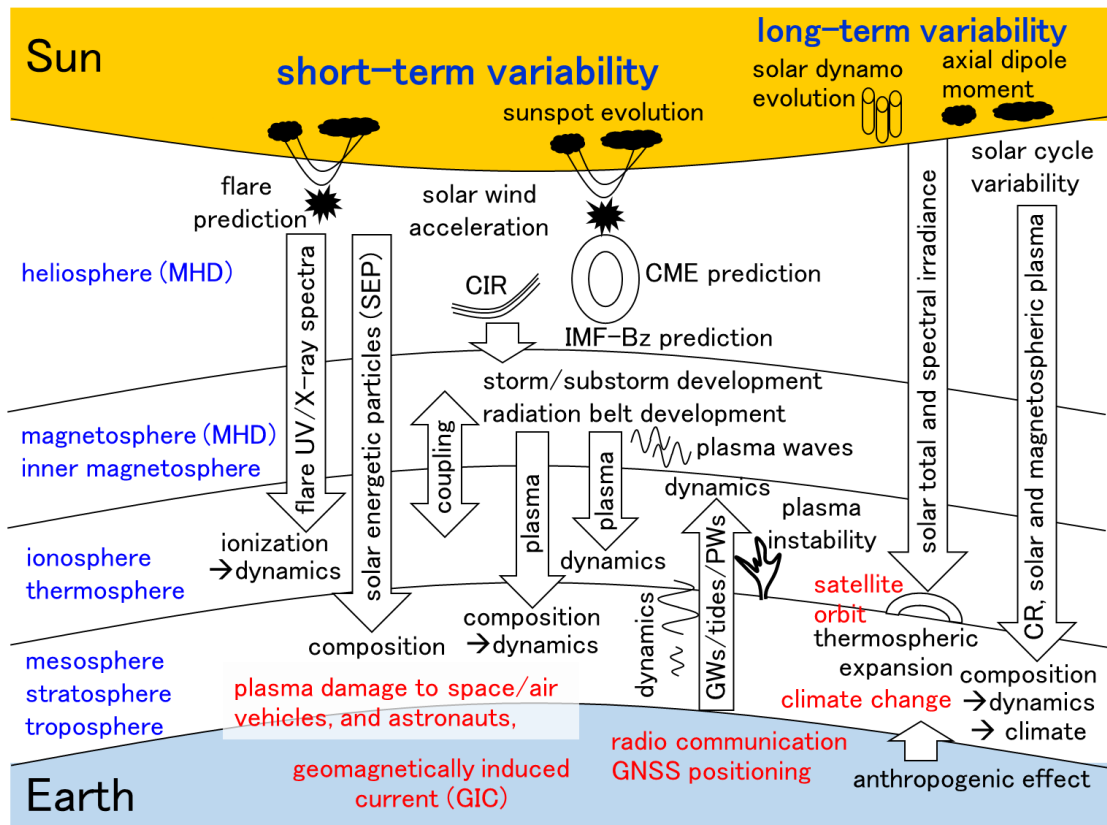 Sun
short-term variability
long-term variability
sunspot evolution
solar dynamo
evolution
axial dipole
moment
flare
prediction
solar wind
acceleration
solar cycle
variability
heliosphere (MHD)
CIR
CME prediction
IMF-Bz prediction
flare UV/X-ray spectra
solar energetic particles (SEP)
solar total and spectral irradiance
CR, solar and magnetospheric plasma
storm/substorm development
radiation belt development
magnetosphere (MHD)
inner magnetosphere
coupling
plasma
plasma
plasma waves
dynamics
plasma
instability
ionosphere
thermosphere
ionization
→dynamics
dynamics
GWs/tides/PWs
dynamics
satellite
orbit
thermospheric
expansion
composition
composition
→dynamics
mesosphere
stratosphere
troposphere
plasma damage to space/air
vehicles, and astronauts,
climate change
composition
→dynamics
→ climate
radio communication
GNSS positioning
geomagnetically induced
current (GIC)
anthropogenic effect
Earth